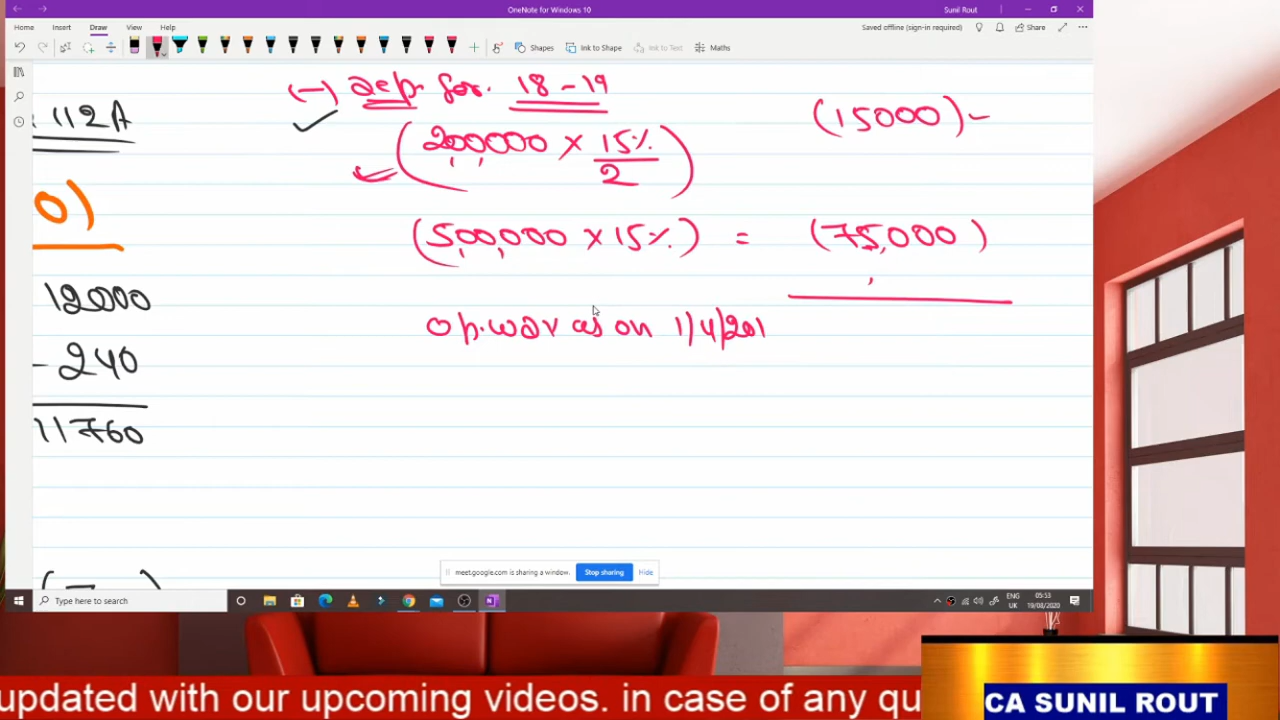 OneNote for Windows 10
Sunil Rout
Home Insert Draw View Help
Saved offline (sign-in required)
Share
Shapes Ink to Shape Ink to Text Maths
112A
0)
12000
- 240
11760
(-) dep. for. 18-19
(200,000 × 15%/2) (15000) -
(500,000 × 15%) = (75,000)
Op.wdv as on 1/4/201
meet.google.com is sharing a window. Stop sharing Hide
Type here to search
ENG
UK
05:53
19/08/2020
updated with our upcoming videos. in case of any qu
CA SUNIL ROUT